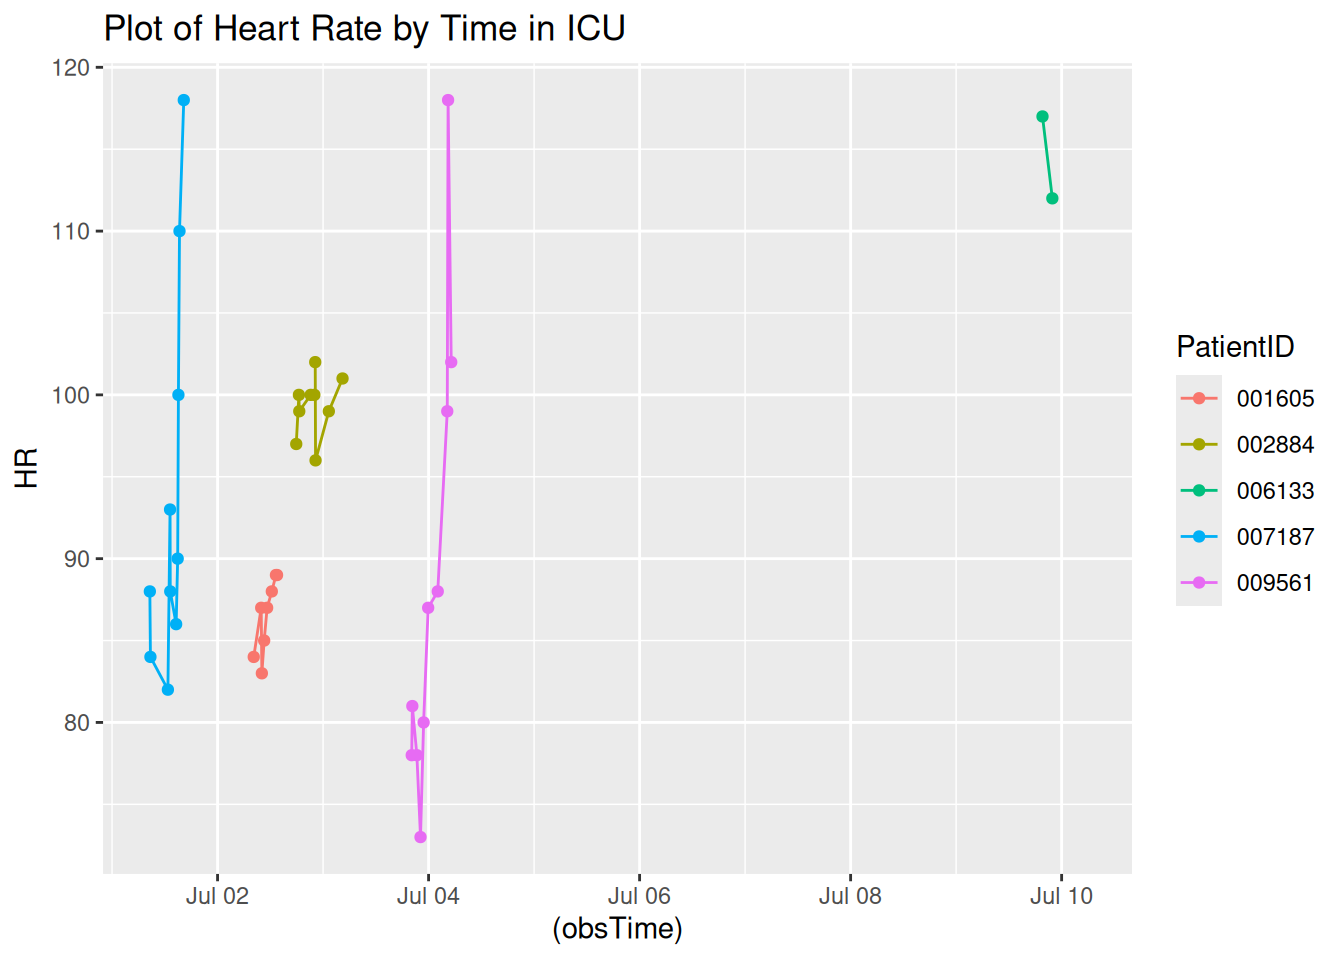 Plot of Heart Rate by Time in ICU
120
110
100
90
80
HR
Jul 02 Jul 04 Jul 06 Jul 08 Jul 10
(obsTime)
PatientID
001605
002884
006133
007187
009561